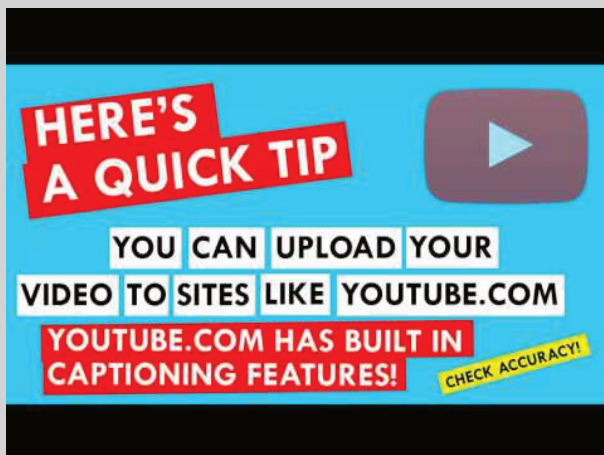 HERE'S
A QUICK TIP
YOU CAN UPLOAD YOUR
VIDEO TO SITES LIKE YOUTUBE.COM
YOUTUBE.COM HAS BUILT IN
CAPTIONING FEATURES!
CHECK ACCURACY!